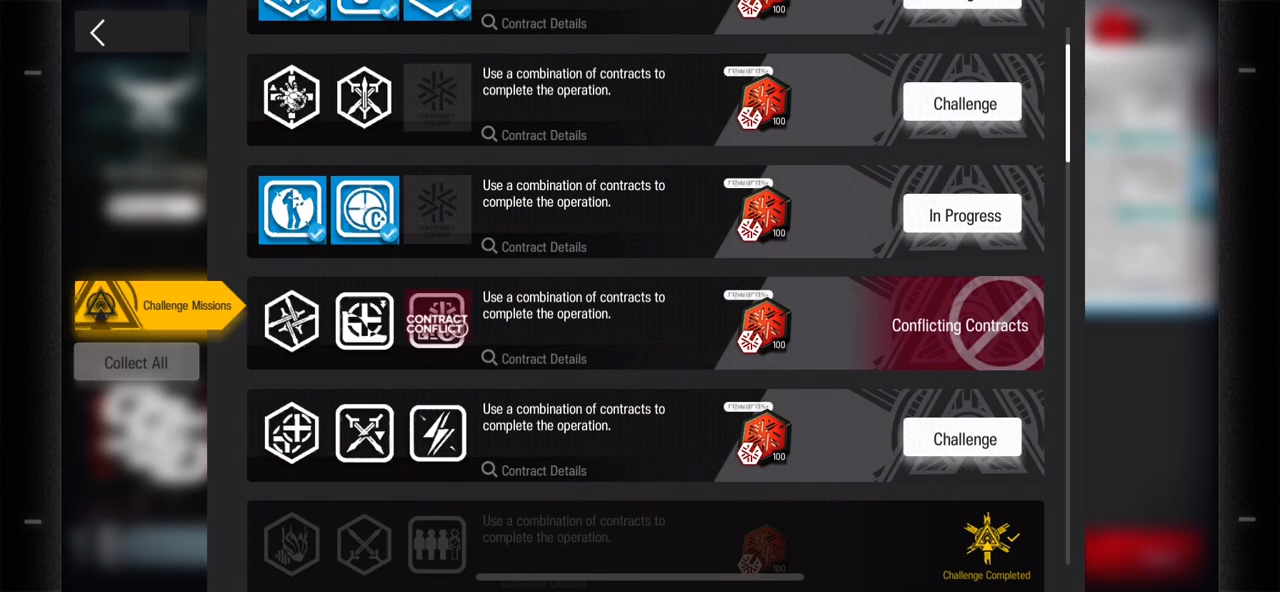 Challenge
Contract Details
100
Use a combination of contracts to
complete the operation.
rewards
100
Challenge
Contract Details
Use a combination of contracts to
complete the operation.
rewards
100
In Progress
C
Contract Details
Challenge Missions
Use a combination of contracts to
complete the operation.
rewards
100
CONTRACT
CONFLICT
Conflicting Contracts
Contract Details
Collect All
Use a combination of contracts to
complete the operation.
rewards
100
Challenge
Contract Details
Use a combination of contracts to
complete the operation.
100
Challenge Completed